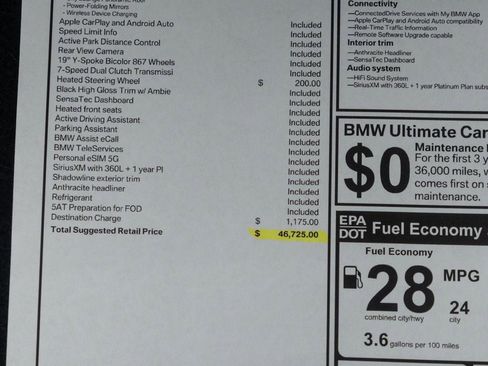 - Power-Folding Mirrors
- Wireless Device Charging
Apple CarPlay and Android Auto Included
Speed Limit Info Included
Active Park Distance Control Included
Rear View Camera Included
19" Y-Spoke Bicolor 867 Wheels Included
7-Speed Dual Clutch Transmissi Included
Heated Steering Wheel $ 200.00
Black High Gloss Trim w/ Ambie Included
SensaTec Dashboard Included
Heated front seats Included
Active Driving Assistant Included
Parking Assistant Included
BMW Assist eCall Included
BMW TeleServices Included
Personal eSIM 5G Included
SiriusXM with 360L + 1 year Pl Included
Shadowline exterior trim Included
Anthracite headliner Included
Refrigerant Included
5AT Preparation for FOD Included
Destination Charge $ 1,175.00
Total Suggested Retail Price $ 46,725.00
Connectivity
—ConnectedDrive Services with My BMW App
—Apple CarPlay and Android Auto compatibility
—Real-Time Traffic Information
—Remote Software Upgrade capable
Interior trim
—Anthracite Headliner
—SensaTec Dashboard
Audio system
—HiFi Sound System
—SiriusXM with 360L + 1 year Platinum Plan subs
BMW Ultimate Car
$0
Maintenance
For the first 3 y
36,000 miles, w
comes first on
maintenance.
EPA
DOT
Fuel Economy
Fuel Economy
28 MPG
combined city/hwy
24
city
3.6 gallons per 100 miles